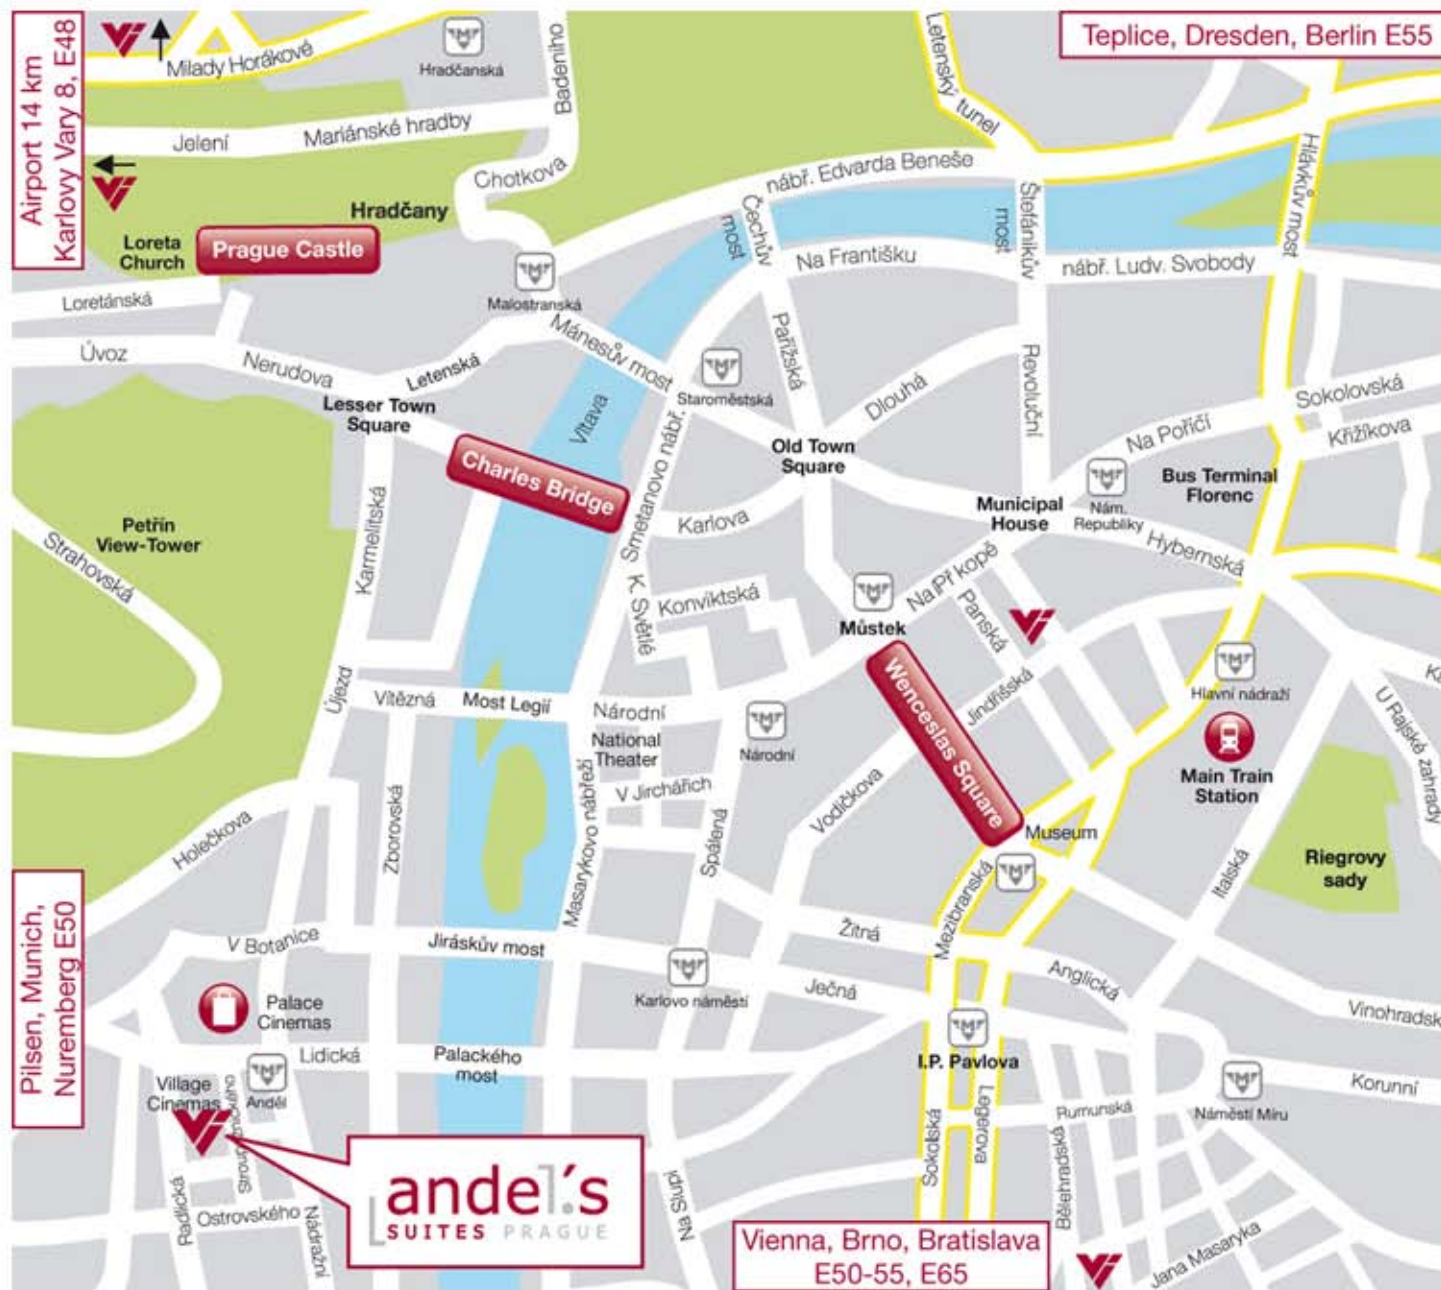 Airport 14 km
Karlovy Vary 8, E48
Teplice, Dresden, Berlin E55
Milady Horákové
Hradčanská
Badeniho
Letenský tunel
Jelení
Mariánské hradby
Chotkova
nábř. Edvarda Beneše
Hlávkův most
Hradčany
Loreta
Church
Prague Castle
Čechův
most
Štefánikův
most
Na Františku
nábř. Ludv. Svobody
Loretánská
Malostranská
Úvoz
Nerudova
Letenská
Mánesův most
Pařížská
Staroměstská
Dlouhá
Revoluční
Sokolovská
Lesser Town
Square
Vltava
Na Poříčí
Křižíkova
Old Town
Square
Charles Bridge
Smetanovo nábř.
Karlova
Bus Terminal
Florenc
Municipal
House
Nám.
Republiky
Hybernská
Petřín
View-Tower
Strahovská
Karmelitská
K. Světlé
Konviktská
Na Př kopě
Panská
Můstek
Wenceslas Square
Jindřišská
Hlavní nádraží
Újezd
Vítězná
Most Legií
Národní
National
Theater
Národní
U Rajské zahrady
Main Train
Station
V Jirchářích
Vodičkova
Holečkova
Zborovská
Masarykovo nábřeží
Spálená
Museum
Italská
Riegrovy
sady
Pilsen, Munich,
Nuremberg E50
Mezibranská
V Botanice
Jiráskův most
Žitná
Anglická
Palace
Cinemas
Karlovo náměstí
Ječná
Vinohradsk
Lidická
Palackého
most
I.P. Pavlova
Village
Cinemas
Anděl
Korunní
Rumunská
Náměstí Míru
Sokolská
Legerova
Bělehradská
Radlická
Ostrovského
Nádražní
andel's
SUITES PRAGUE
Na Slupi
Jana Masaryka
Vienna, Brno, Bratislava
E50-55, E65